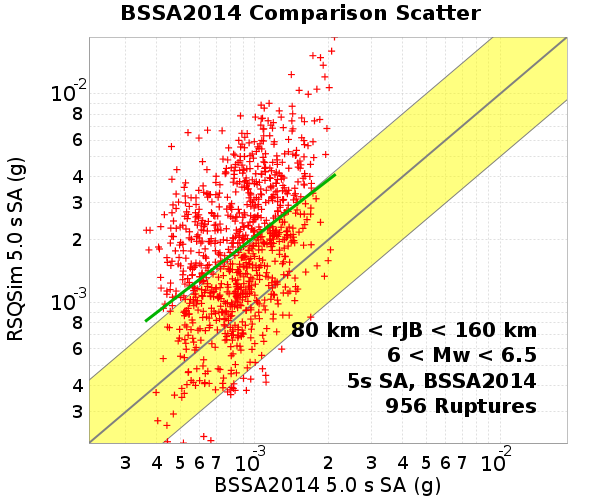 BSSA2014 Comparison Scatter
RSQSim 5.0 s SA (g)
10-2
8
6
4
3
2
10-3
8
6
4
3
80 km < rJB < 160 km
6 < Mw < 6.5
5s SA, BSSA2014
956 Ruptures
3 4 5 6 7 10-3 2 3 4 5 6 7 10-2
BSSA2014 5.0 s SA (g)